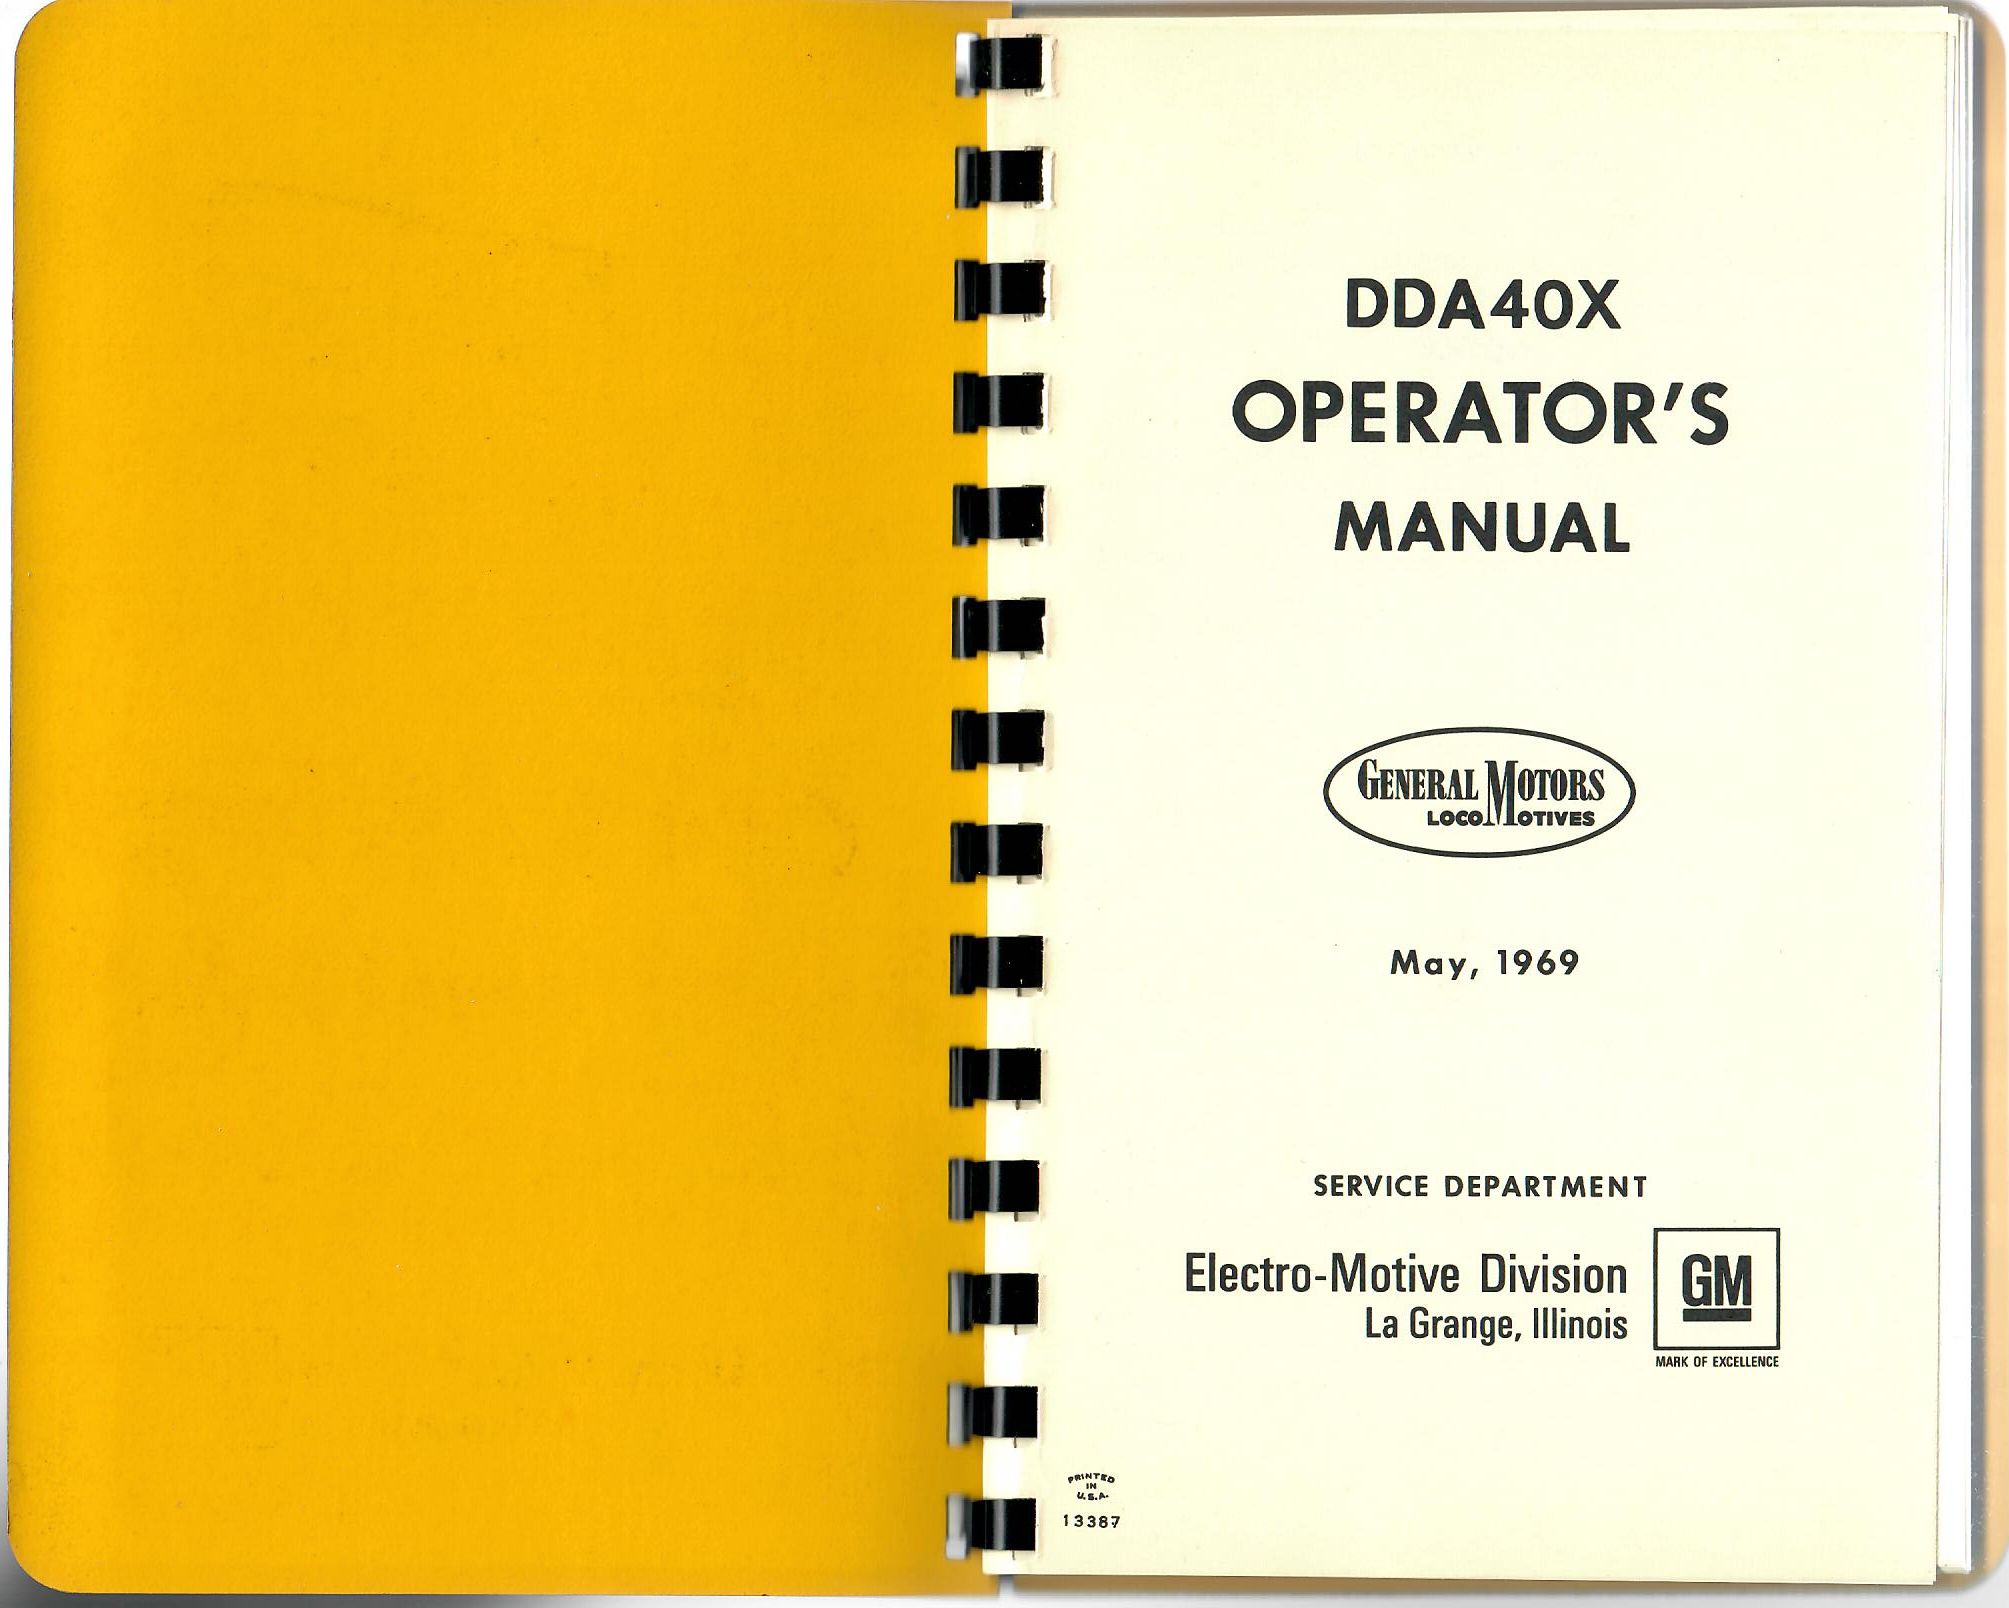 DDA40X
OPERATOR'S
MANUAL
GENERAL MOTORS
LOCOMOTIVES
May, 1969
SERVICE DEPARTMENT
Electro-Motive Division
La Grange, Illinois
GM
MARK OF EXCELLENCE
PRINTED
IN
U.S.A.
13387